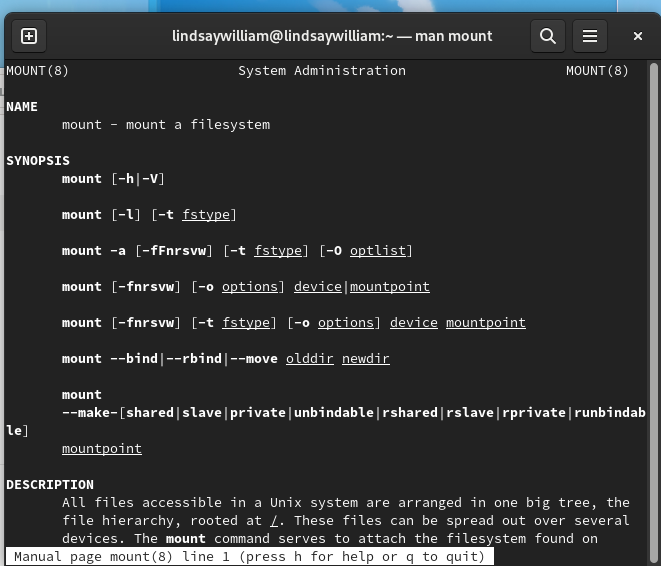 lindsaywilliam@lindsaywilliam:~ — man mount
MOUNT(8) System Administration MOUNT(8)
NAME
mount - mount a filesystem
SYNOPSIS
mount [-h|-V]
mount [-l] [-t fstype]
mount -a [-fFnrsvw] [-t fstype] [-O optlist]
mount [-fnrsvw] [-o options] device|mountpoint
mount [-fnrsvw] [-t fstype] [-o options] device mountpoint
mount --bind|--rbind|--move olddir newdir
mount
--make-[shared|slave|private|unbindable|rshared|rslave|rprivate|runbindab
le]
mountpoint
DESCRIPTION
All files accessible in a Unix system are arranged in one big tree, the
file hierarchy, rooted at /. These files can be spread out over several
devices. The mount command serves to attach the filesystem found on
Manual page mount(8) line 1 (press h for help or q to quit)